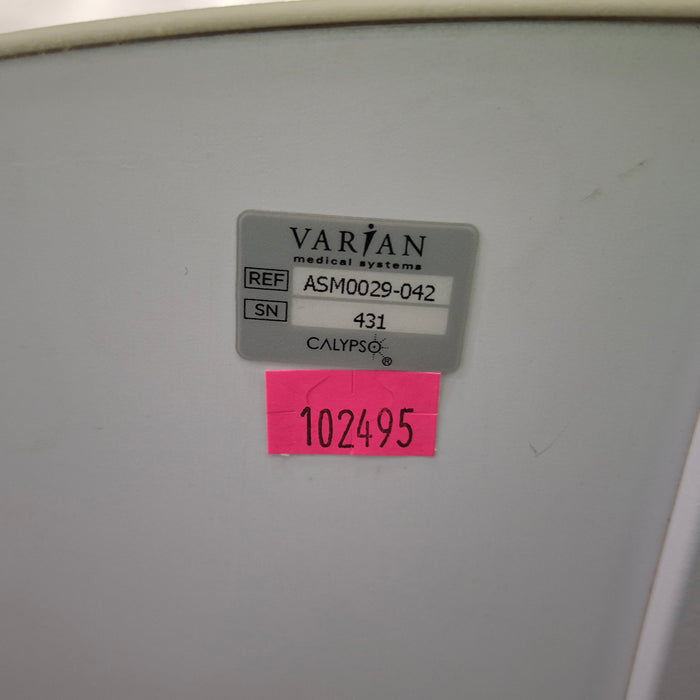 VARIAN
medical systems
REF ASM0029-042
SN 431
CALYPSO ®
102495